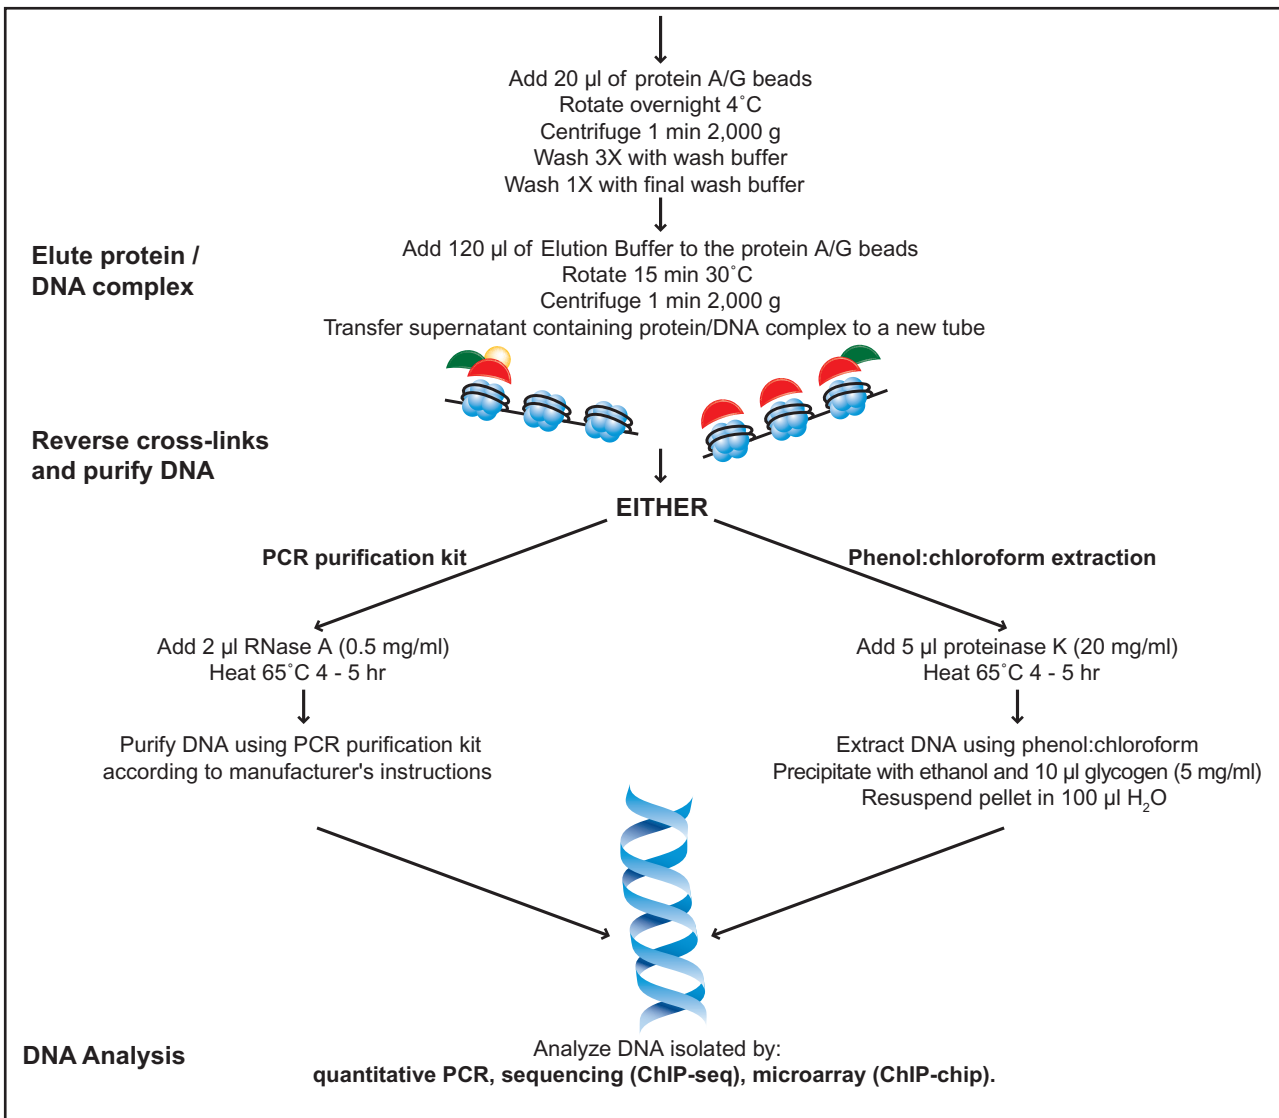 Add 20 µl of protein A/G beads
Rotate overnight 4˚C
Centrifuge 1 min 2,000 g
Wash 3X with wash buffer
Wash 1X with final wash buffer
Elute protein /
DNA complex
Add 120 µl of Elution Buffer to the protein A/G beads
Rotate 15 min 30˚C
Centrifuge 1 min 2,000 g
Transfer supernatant containing protein/DNA complex to a new tube
Reverse cross-links
and purify DNA
EITHER
PCR purification kit
Phenol:chloroform extraction
Add 2 µl RNase A (0.5 mg/ml)
Heat 65˚C 4 - 5 hr
Add 5 µl proteinase K (20 mg/ml)
Heat 65˚C 4 - 5 hr
Purify DNA using PCR purification kit
according to manufacturer's instructions
Extract DNA using phenol:chloroform
Precipitate with ethanol and 10 µl glycogen (5 mg/ml)
Resuspend pellet in 100 µl H₂O
DNA Analysis
Analyze DNA isolated by:
quantitative PCR, sequencing (ChIP-seq), microarray (ChIP-chip).